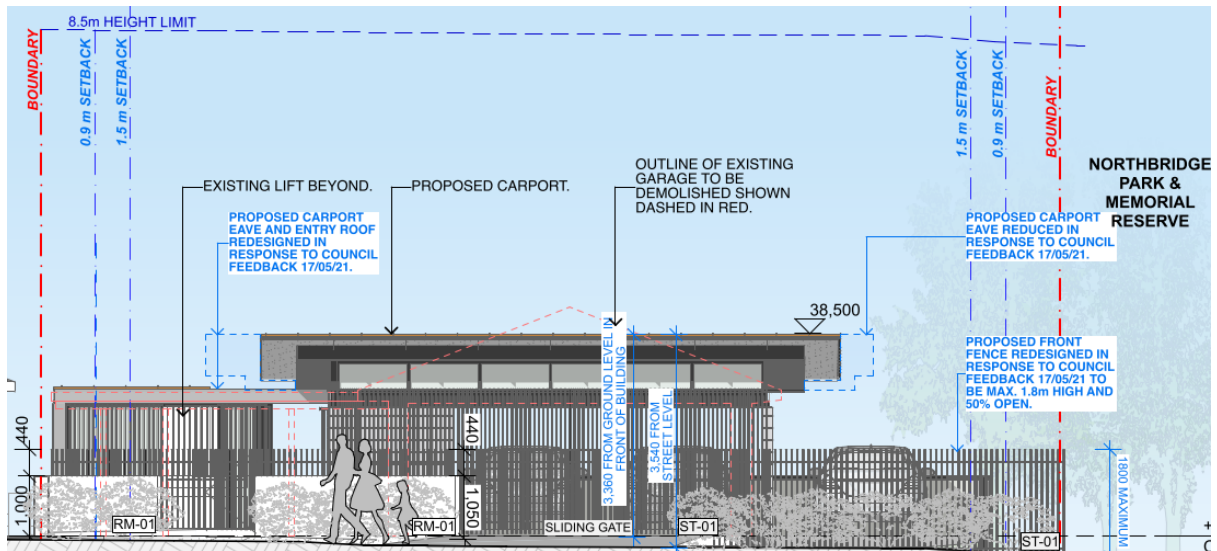 8.5m HEIGHT LIMIT
BOUNDARY
0.9 m SETBACK
1.5 m SETBACK
1.5 m SETBACK
0.9 m SETBACK
BOUNDARY
NORTHBRIDGE
PARK &
MEMORIAL
RESERVE
EXISTING LIFT BEYOND.
PROPOSED CARPORT.
OUTLINE OF EXISTING
GARAGE TO BE
DEMOLISHED SHOWN
DASHED IN RED.
PROPOSED CARPORT
EAVE AND ENTRY ROOF
REDESIGNED IN
RESPONSE TO COUNCIL
FEEDBACK 17/05/21.
PROPOSED CARPORT
EAVE REDUCED IN
RESPONSE TO COUNCIL
FEEDBACK 17/05/21.
38,500
PROPOSED FRONT
FENCE REDESIGNED IN
RESPONSE TO COUNCIL
FEEDBACK 17/05/21 TO
BE MAX. 1.8m HIGH AND
50% OPEN.
3,360 FROM GROUND LEVEL IN
FRONT OF BUILDING
3,540 FROM
STREET LEVEL
440
1,000
440
1,050
1800 MAXIMUM
RM-01
RM-01
SLIDING GATE
ST-01
ST-01